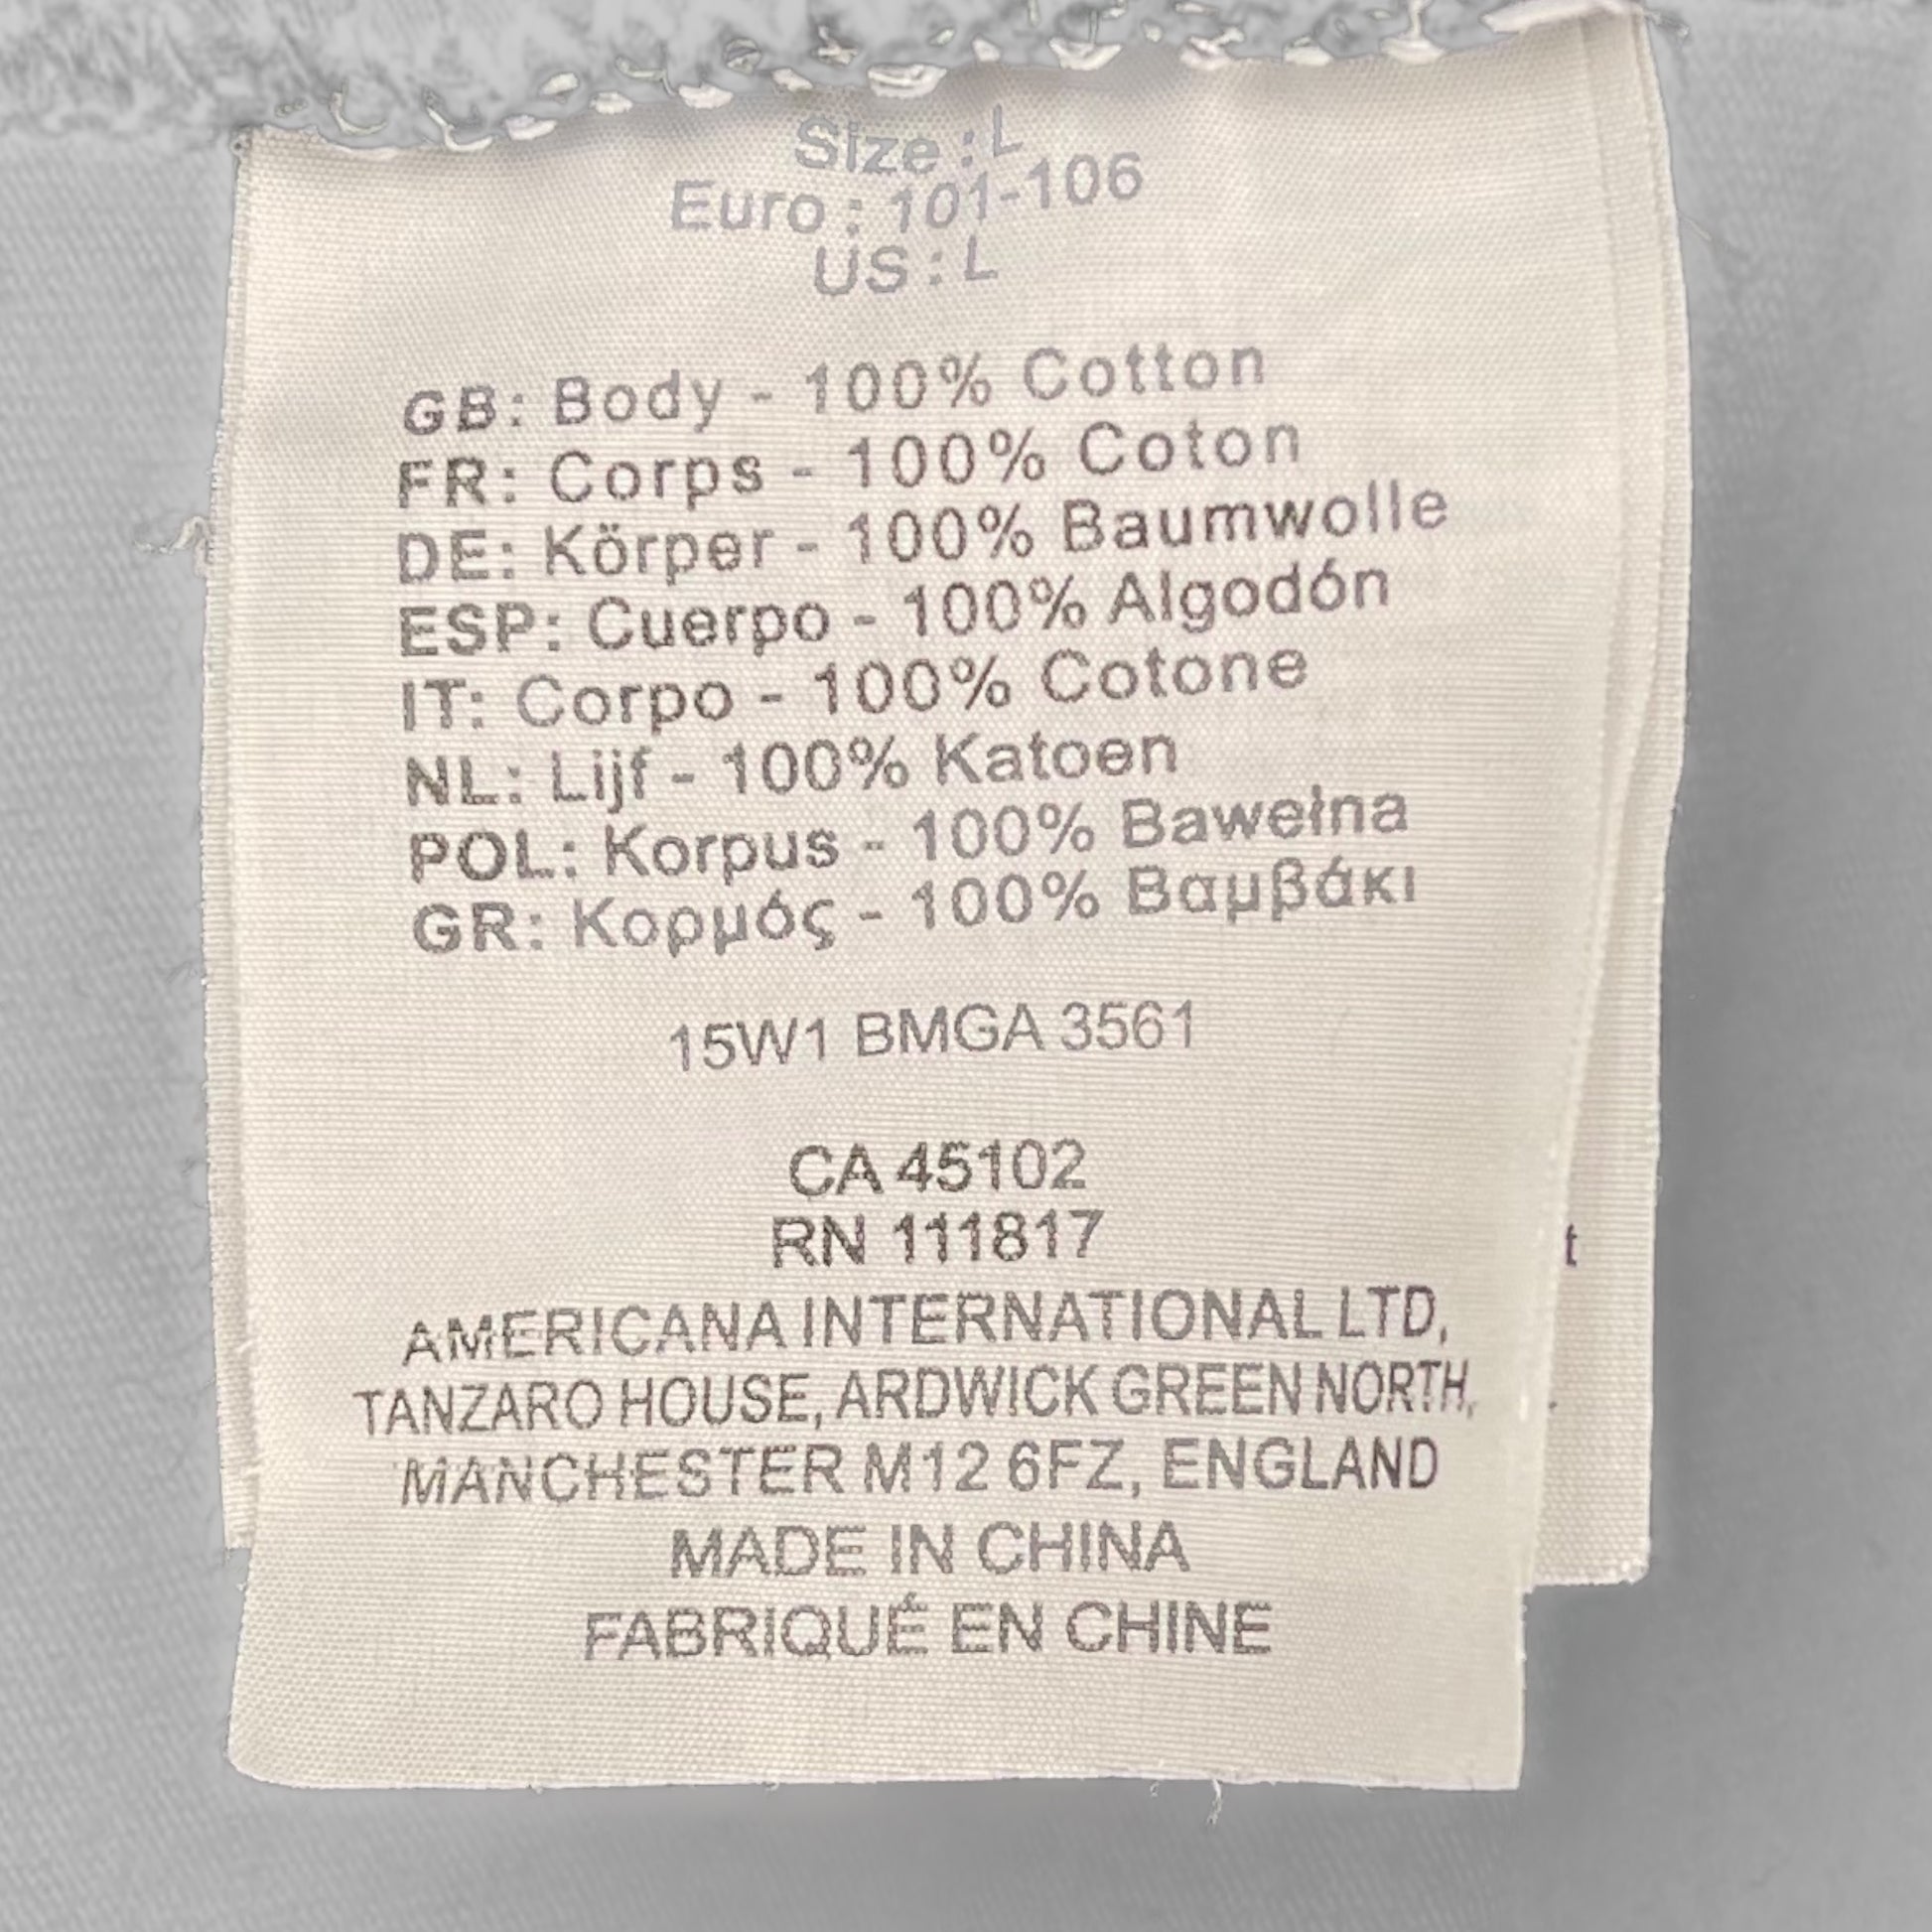 Size : L
Euro : 101-106
US : L
GB: Body - 100% Cotton
FR: Corps - 100% Coton
DE: Körper - 100% Baumwolle
ESP: Cuerpo - 100% Algodón
IT: Corpo - 100% Cotone
NL: Lijf - 100% Katoen
POL: Korpus - 100% Bawełna
GR: Κορμός - 100% Βαμβάκι
15W1 BMGA 3561
CA 45102
RN 111817
AMERICANA INTERNATIONAL LTD,
TANZARO HOUSE, ARDWICK GREEN NORTH,
MANCHESTER M12 6FZ, ENGLAND
MADE IN CHINA
FABRIQUÉ EN CHINE